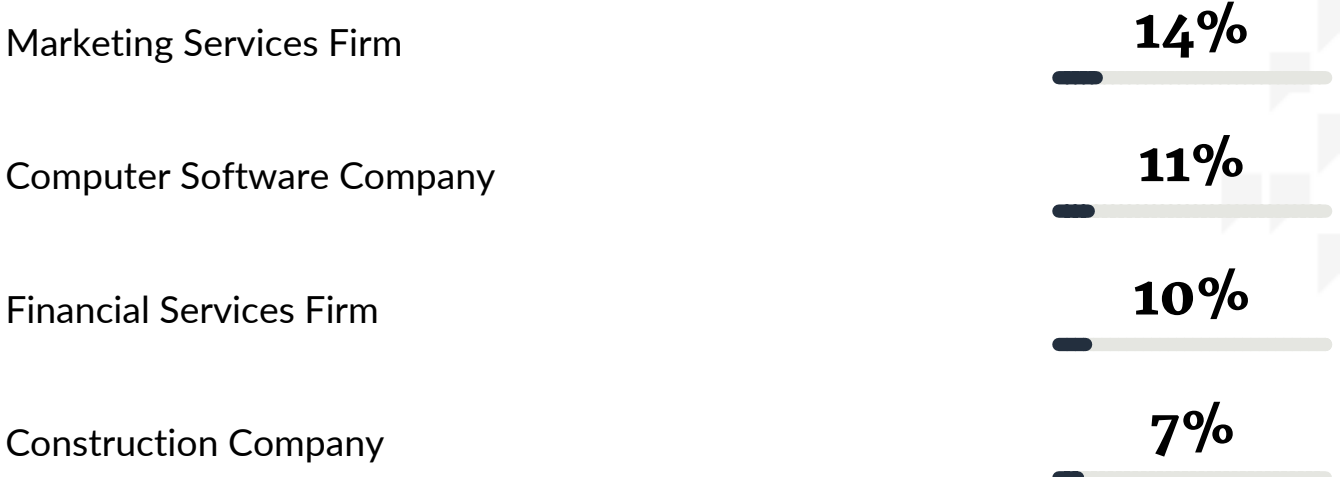 Marketing Services Firm 14%
Computer Software Company 11%
Financial Services Firm 10%
Construction Company 7%